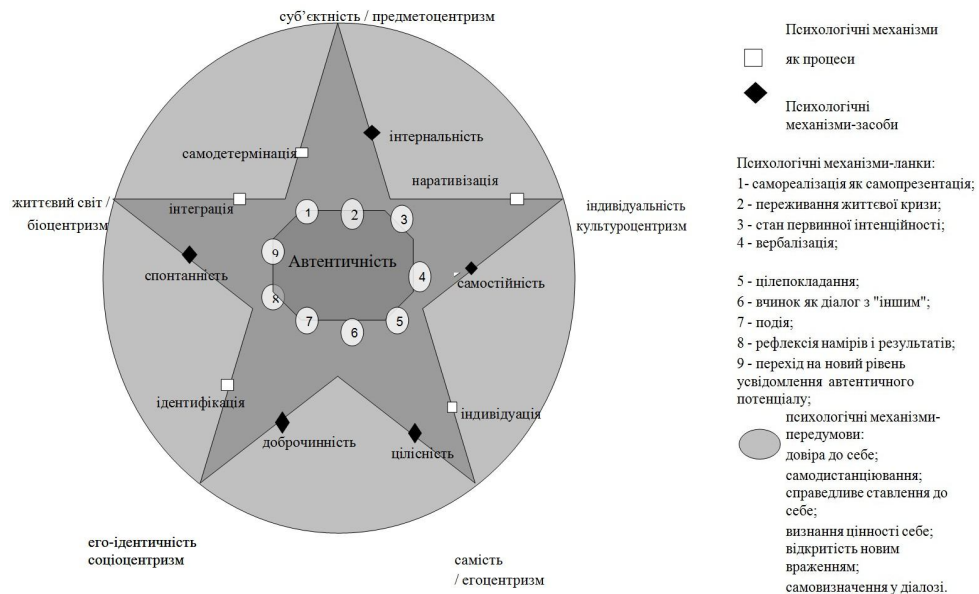 суб’єктність / предметоцентризм
інтернальність
самодетермінація
наративізація
життєвий світ /
біоцентризм
інтеграція
індивідуальність
культуроцентризм
1
2
3
9
Автентичність
4
спонтанність
самостійність
8
7
6
5
ідентифікація
індивідуація
доброчинність
цілісність
его-ідентичність
соціоцентризм
самість
/ егоцентризм
Психологічні механізми
як процеси
Психологічні
механізми-засоби
Психологічні механізми-ланки:
1- самореалізація як самопрезентація;
2 - переживання життєвої кризи;
3 - стан первинної інтенційності;
4 - вербалізація;
5 - цілепокладання;
6 - вчинок як діалог з "іншим";
7 - подія;
8 - рефлексія намірів і результатів;
9 - перехід на новий рівень
усвідомлення автентичного
потенціалу;
психологічні механізми-
передумови:
довіра до себе;
самодистанціювання;
справедливе ставлення до
себе;
визнання цінності себе;
відкритість новим
враженням;
самовизначення у діалозі.